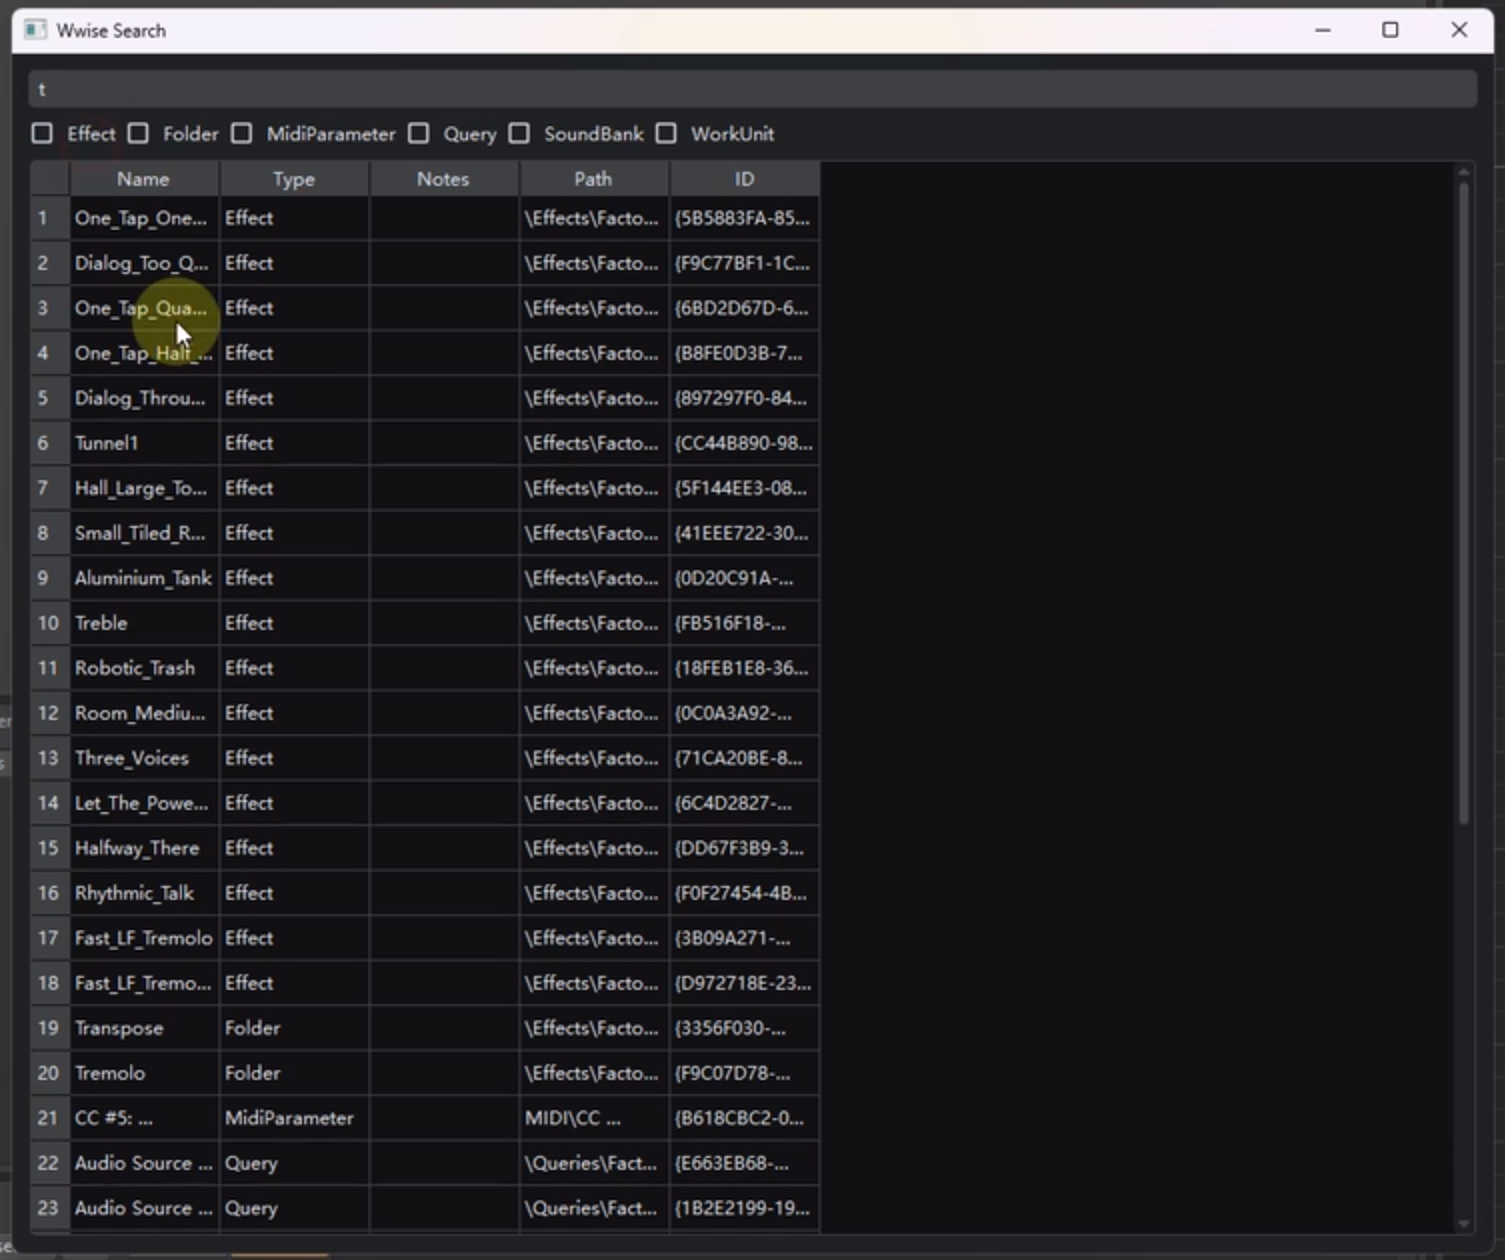 Wwise Search
t
Effect Folder MidiParameter Query SoundBank WorkUnit
Name Type Notes Path ID
1 One_Tap_One... Effect \Effects\Facto... {5B5883FA-85...
2 Dialog_Too_Q... Effect \Effects\Facto... {F9C77BF1-1C...
3 One_Tap_Qua... Effect \Effects\Facto... {6BD2D67D-6...
4 One_Tap_Half_... Effect \Effects\Facto... {B8FE0D3B-7...
5 Dialog_Throu... Effect \Effects\Facto... {897297F0-84...
6 Tunnel1 Effect \Effects\Facto... {CC44B890-98...
7 Hall_Large_To... Effect \Effects\Facto... {5F144EE3-08...
8 Small_Tiled_R... Effect \Effects\Facto... {41EEE722-30...
9 Aluminium_Tank Effect \Effects\Facto... {0D20C91A-...
10 Treble Effect \Effects\Facto... {FB516F18-...
11 Robotic_Trash Effect \Effects\Facto... {18FEB1E8-36...
12 Room_Mediu... Effect \Effects\Facto... {0C0A3A92-...
13 Three_Voices Effect \Effects\Facto... {71CA20BE-8...
14 Let_The_Powe... Effect \Effects\Facto... {6C4D2827-...
15 Halfway_There Effect \Effects\Facto... {DD67F3B9-3...
16 Rhythmic_Talk Effect \Effects\Facto... {F0F27454-4B...
17 Fast_LF_Tremolo Effect \Effects\Facto... {3B09A271-...
18 Fast_LF_Tremo... Effect \Effects\Facto... {D972718E-23...
19 Transpose Folder \Effects\Facto... {3356F030-...
20 Tremolo Folder \Effects\Facto... {F9C07D78-...
21 CC #5: ... MidiParameter MIDI\CC ... {B618CBC2-0...
22 Audio Source ... Query \Queries\Fact... {E663EB68-...
23 Audio Source ... Query \Queries\Fact... {1B2E2199-19...